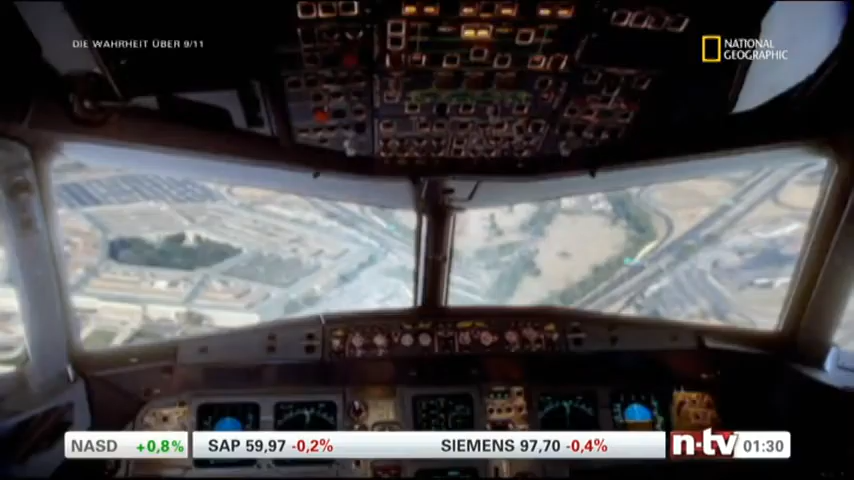 DIE WAHRHEIT ÜBER 9/11
NATIONAL
GEOGRAPHIC
NASD +0,8% SAP 59,97 -0,2% SIEMENS 97,70 -0,4% n-tv 01:30